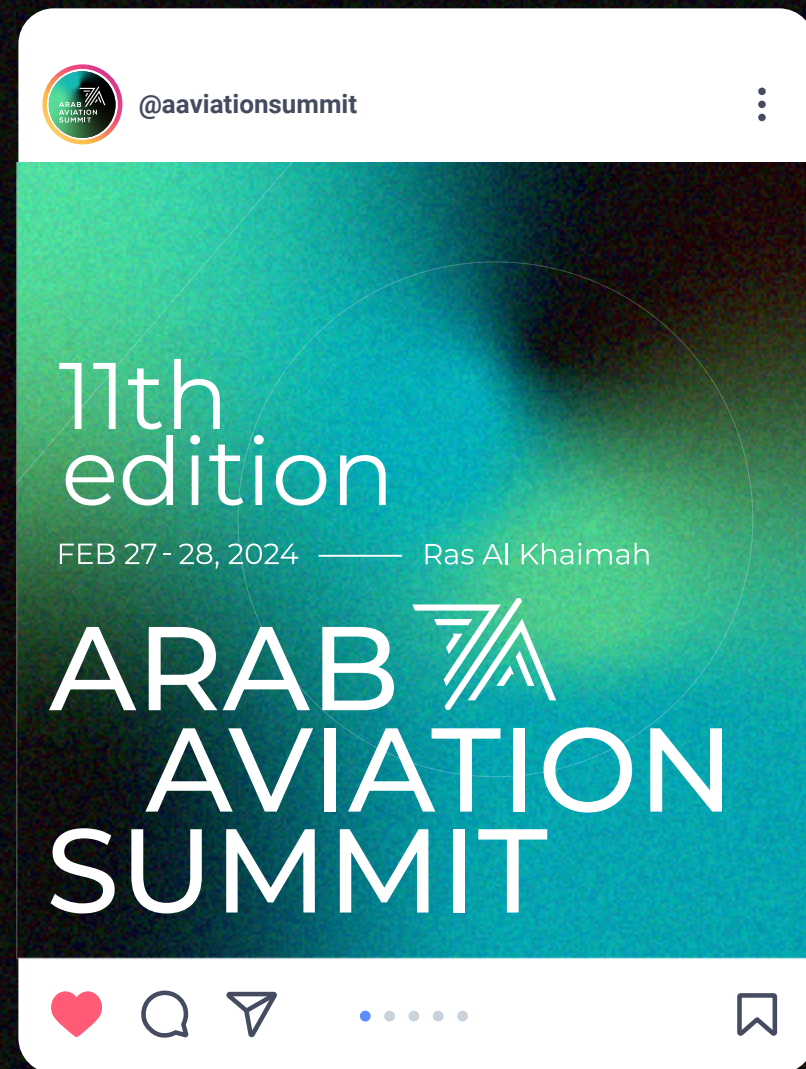 ARAB
AVIATION
SUMMIT
@aaviationsummit
11th
edition
FEB 27 - 28, 2024 Ras Al Khaimah
ARAB
AVIATION
SUMMIT